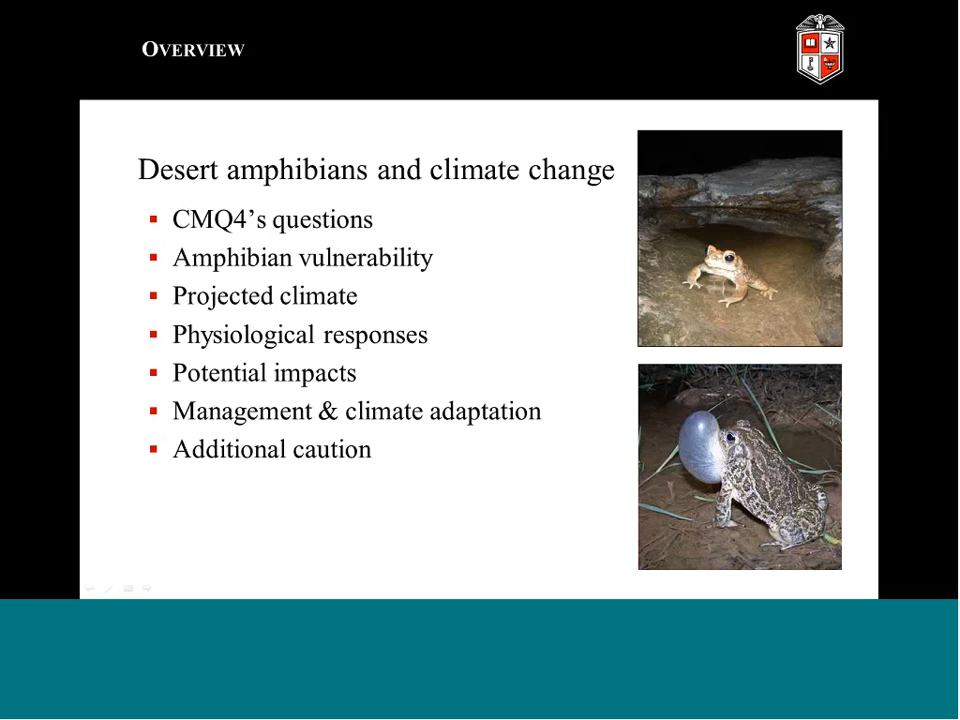 OVERVIEW
Desert amphibians and climate change
▪ CMQ4’s questions
▪ Amphibian vulnerability
▪ Projected climate
▪ Physiological responses
▪ Potential impacts
▪ Management & climate adaptation
▪ Additional caution